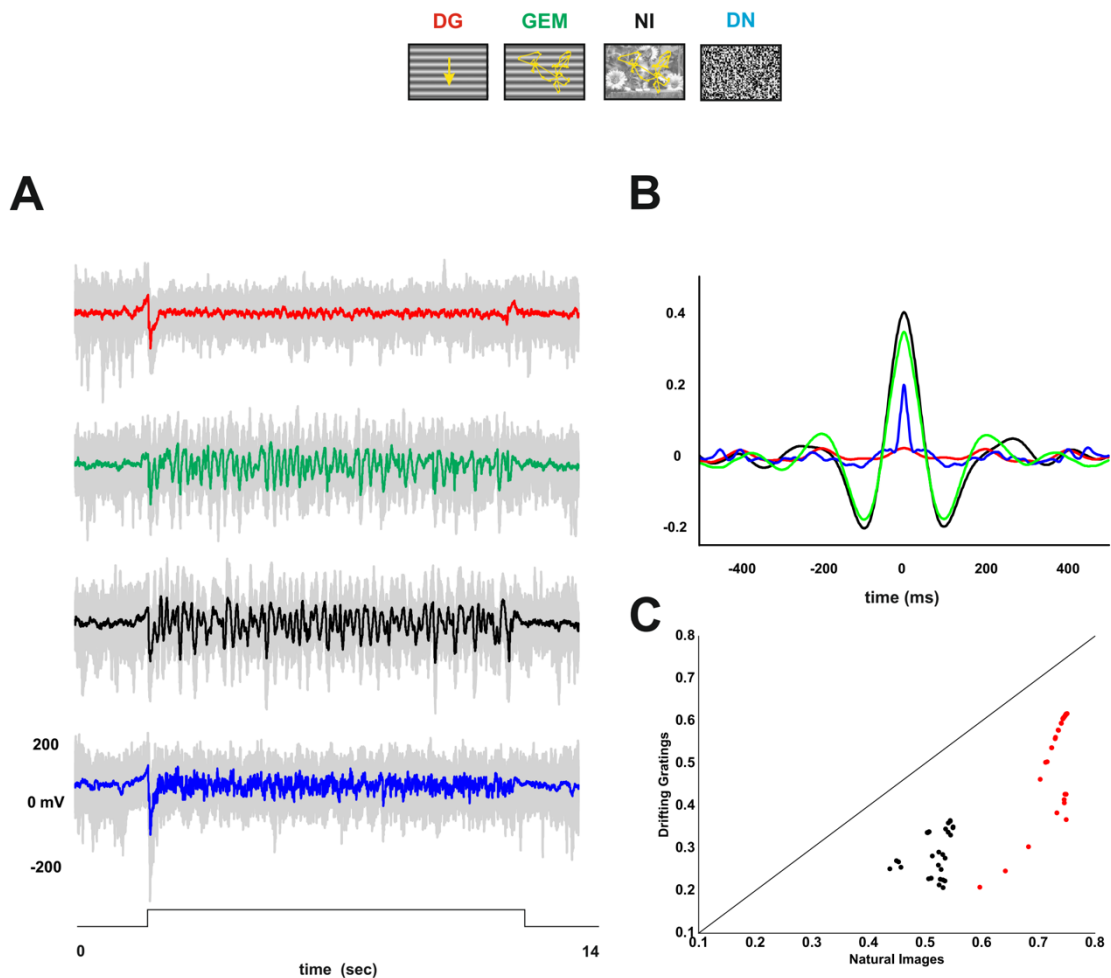 DG GEM NI DN
A
200
0 mV
-200
0 14
time (sec)
B
0.4
0.2
0
-0.2
-400 -200 0 200 400
time (ms)
C
0.8
0.7
0.6
0.5
0.4
0.3
0.2
0.1
Drifting Gratings
0.1 0.2 0.3 0.4 0.5 0.6 0.7 0.8
Natural Images